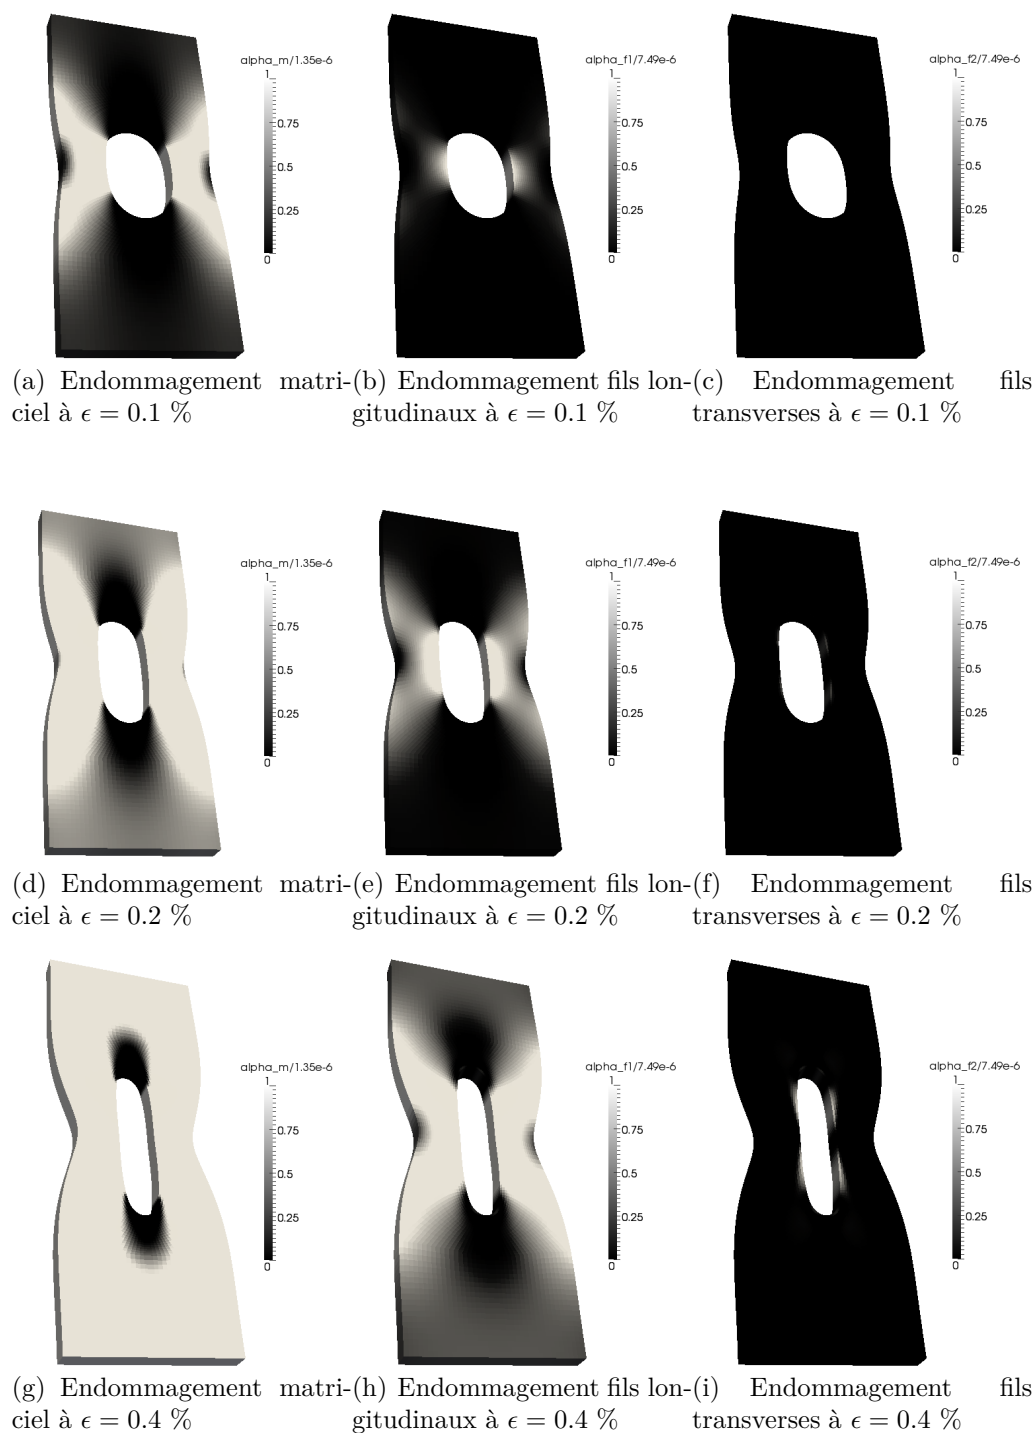 alpha_m/1.35e-6
1
0.75
0.5
0.25
0
alpha_f1/7.49e-6
1
0.75
0.5
0.25
0
alpha_f2/7.49e-6
1
0.75
0.5
0.25
0
(a) Endommagement matri-
ciel à ϵ = 0.1 %
(b) Endommagement fils lon-
gitudinaux à ϵ = 0.1 %
(c) Endommagement fils
transverses à ϵ = 0.1 %
alpha_m/1.35e-6
1
0.75
0.5
0.25
0
alpha_f1/7.49e-6
1
0.75
0.5
0.25
0
alpha_f2/7.49e-6
1
0.75
0.5
0.25
0
(d) Endommagement matri-
ciel à ϵ = 0.2 %
(e) Endommagement fils lon-
gitudinaux à ϵ = 0.2 %
(f) Endommagement fils
transverses à ϵ = 0.2 %
alpha_m/1.35e-6
1
0.75
0.5
0.25
0
alpha_f1/7.49e-6
1
0.75
0.5
0.25
0
alpha_f2/7.49e-6
1
0.75
0.5
0.25
0
(g) Endommagement matri-
ciel à ϵ = 0.4 %
(h) Endommagement fils lon-
gitudinaux à ϵ = 0.4 %
(i) Endommagement fils
transverses à ϵ = 0.4 %